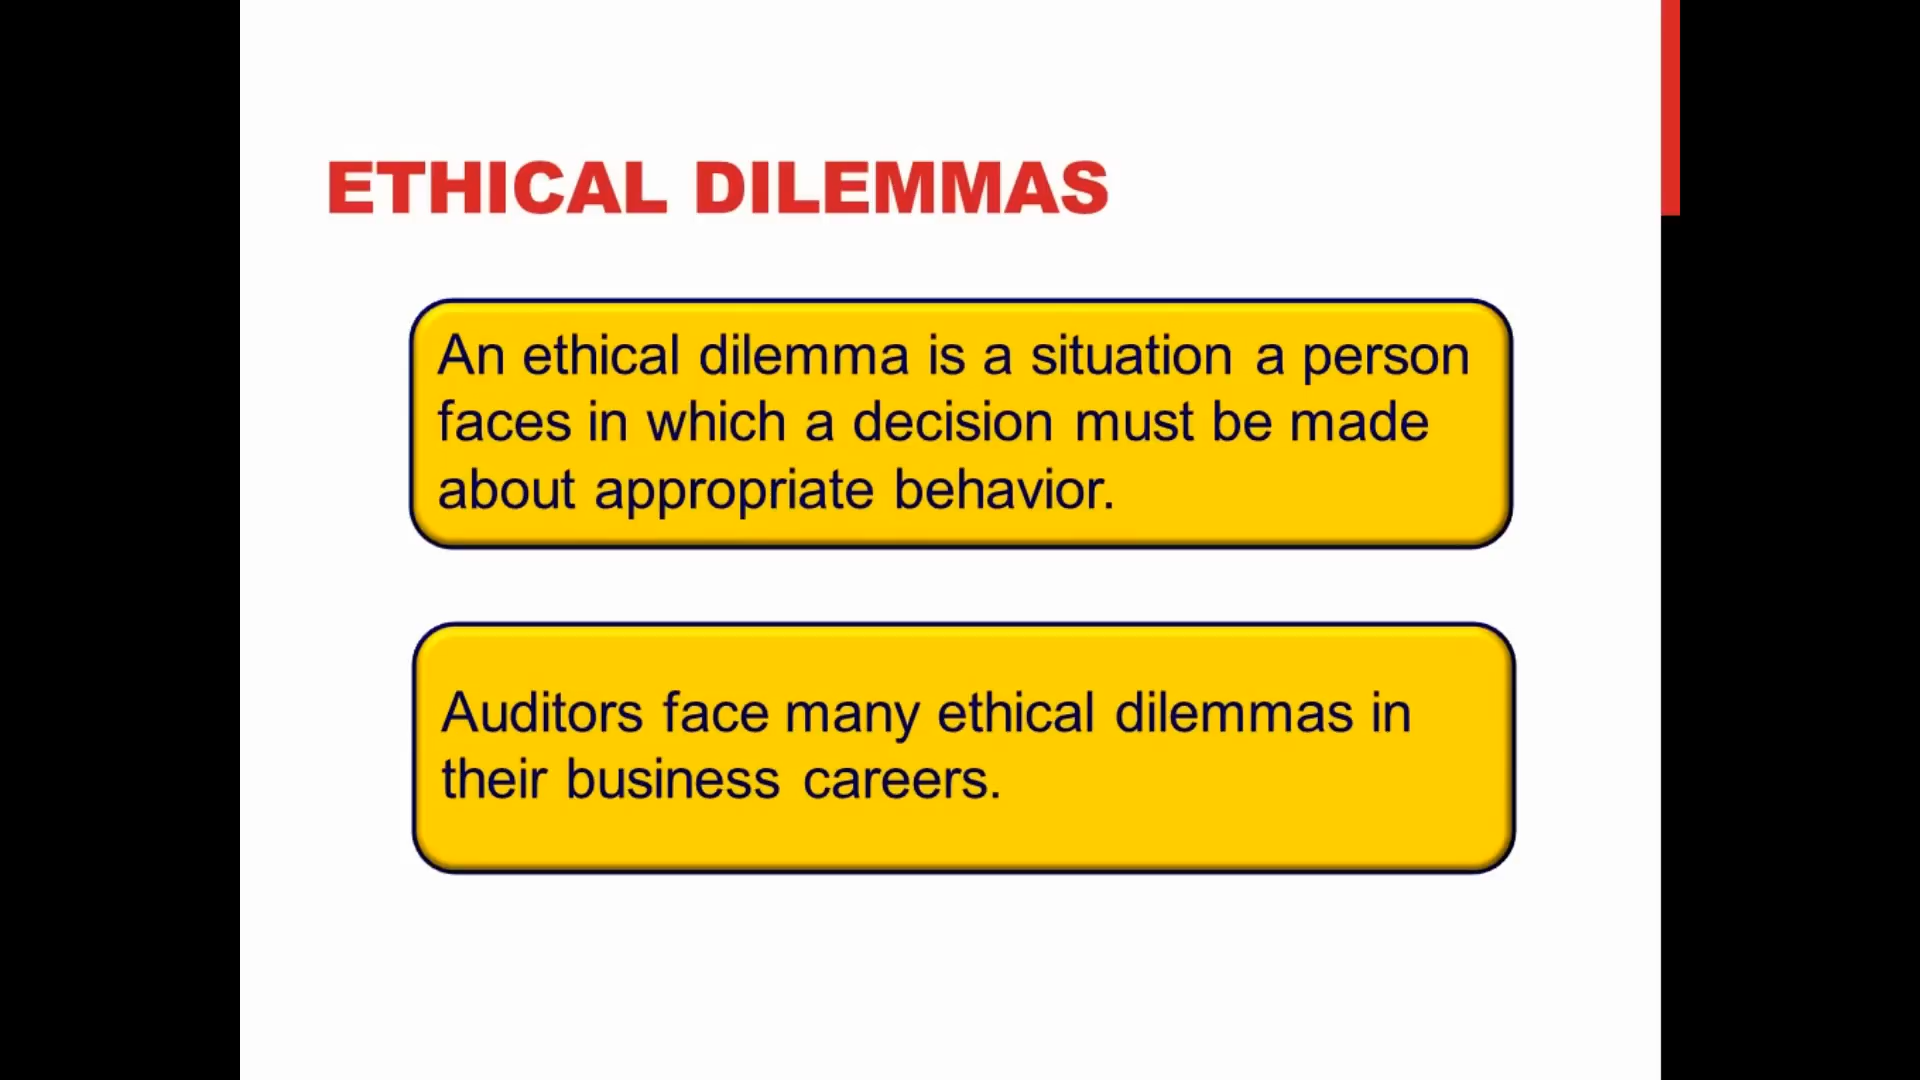 ETHICAL DILEMMAS
An ethical dilemma is a situation a person
faces in which a decision must be made
about appropriate behavior.
Auditors face many ethical dilemmas in
their business careers.